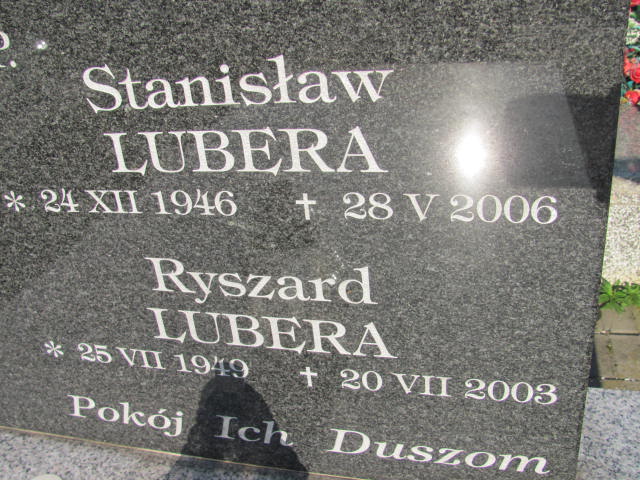 P.
Stanisław
LUBERA
* 24 XII 1946 † 28 V 2006
Ryszard
LUBERA
* 25 VII 1949 † 20 VII 2003
Pokój Ich Duszom